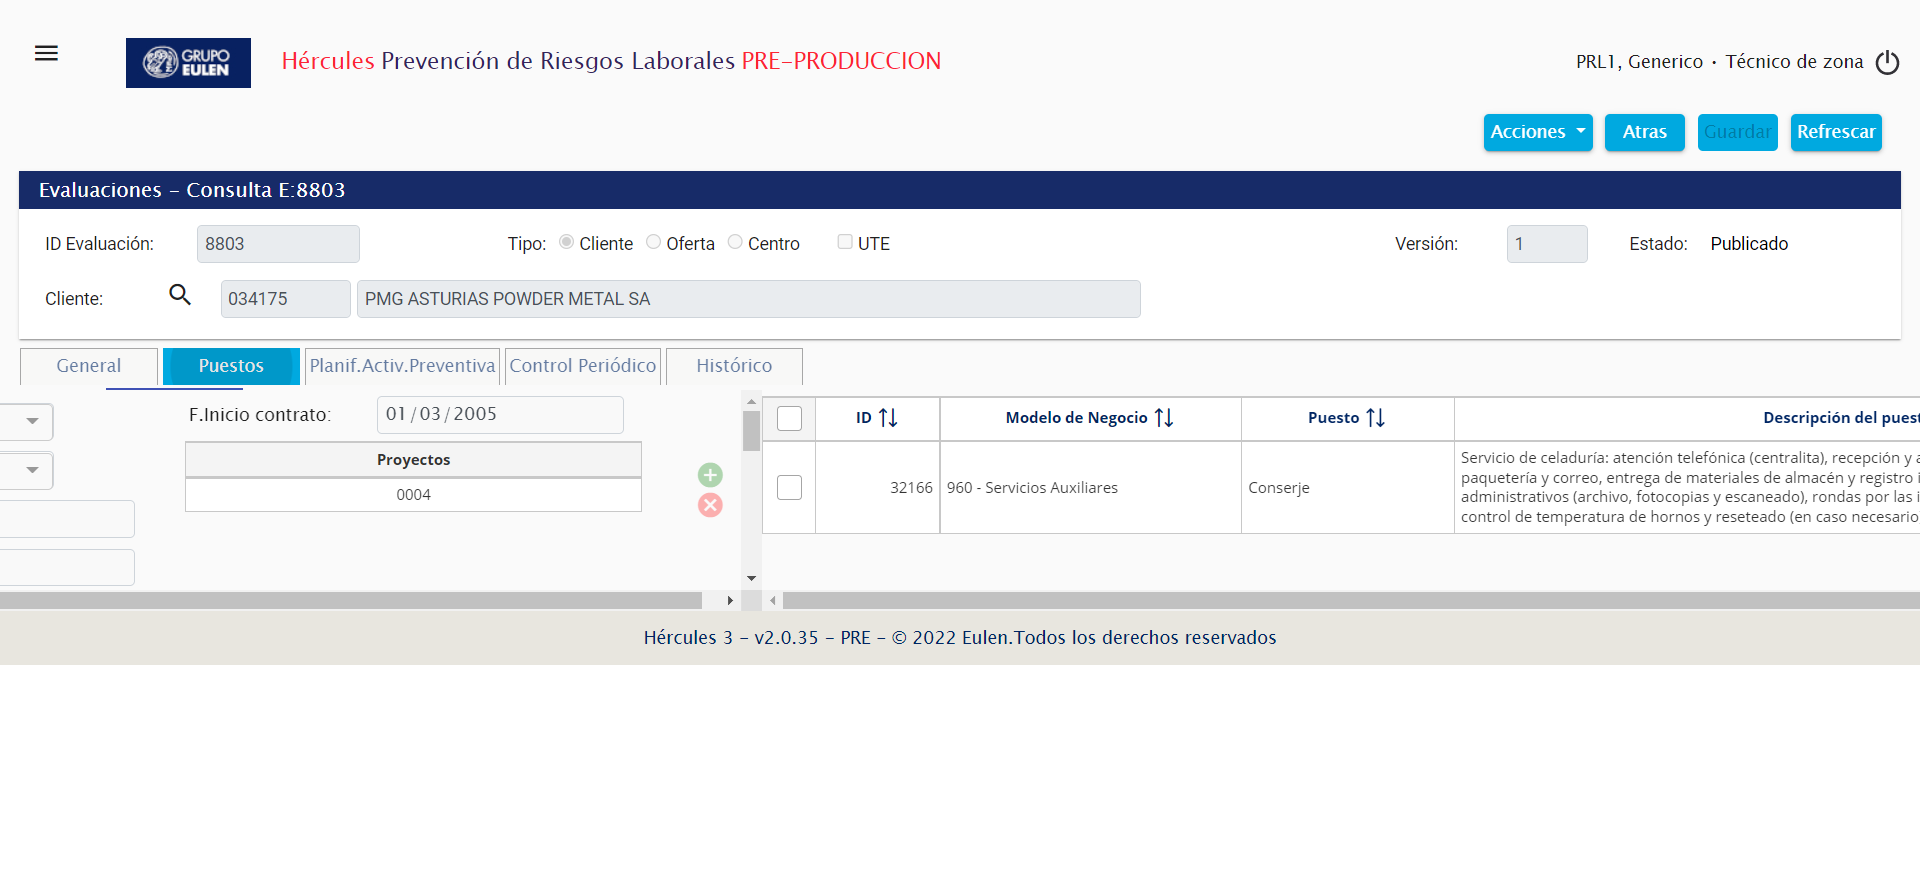 GRUPO
EULEN
Hércules Prevención de Riesgos Laborales PRE-PRODUCCION
PRL1, Generico · Técnico de zona
Acciones
Atras
Guardar
Refrescar
Evaluaciones - Consulta E:8803
ID Evaluación: 8803 Tipo: Cliente Oferta Centro UTE Versión: 1 Estado: Publicado
Cliente: 034175 PMG ASTURIAS POWDER METAL SA
General Puestos Planif.Activ.Preventiva Control Periódico Histórico
F.Inicio contrato: 01/03/2005
Proyectos
0004
ID Modelo de Negocio Puesto Descripción del puest
32166 960 - Servicios Auxiliares Conserje
Servicio de celaduría: atención telefónica (centralita), recepción y a
paquetería y correo, entrega de materiales de almacén y registro i
administrativos (archivo, fotocopias y escaneado), rondas por las i
control de temperatura de hornos y reseteado (en caso necesario
Hércules 3 - v2.0.35 - PRE - © 2022 Eulen.Todos los derechos reservados